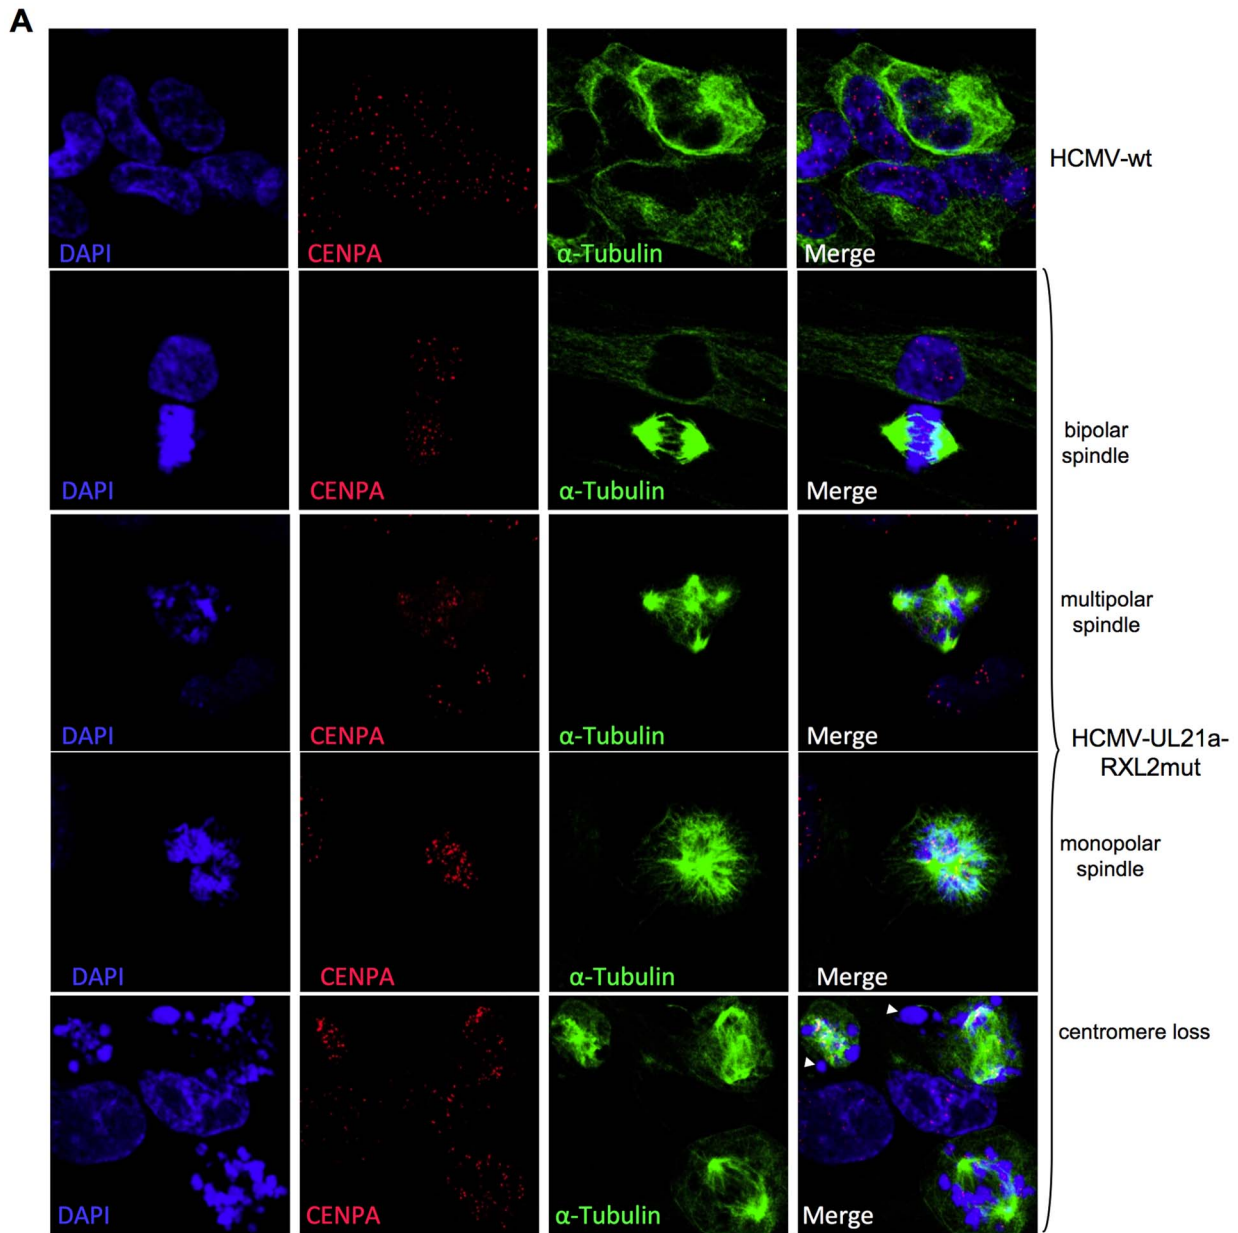 A
DAPI CENPA α-Tubulin Merge
HCMV-wt
DAPI CENPA α-Tubulin Merge
bipolar
spindle
DAPI CENPA α-Tubulin Merge
multipolar
spindle
HCMV-UL21a-
RXL2mut
DAPI CENPA α-Tubulin Merge
monopolar
spindle
DAPI CENPA α-Tubulin Merge
centromere loss